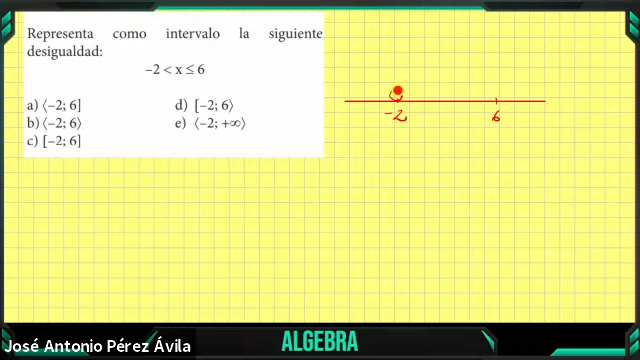 Representa como intervalo la siguiente
desigualdad:
–2 < x ≤ 6
a) ⟨–2; 6]
d) [–2; 6⟩
b) ⟨–2; 6⟩
e) ⟨–2; +∞⟩
c) [–2; 6]
-2
6
José Antonio Pérez Ávila
ALGEBRA